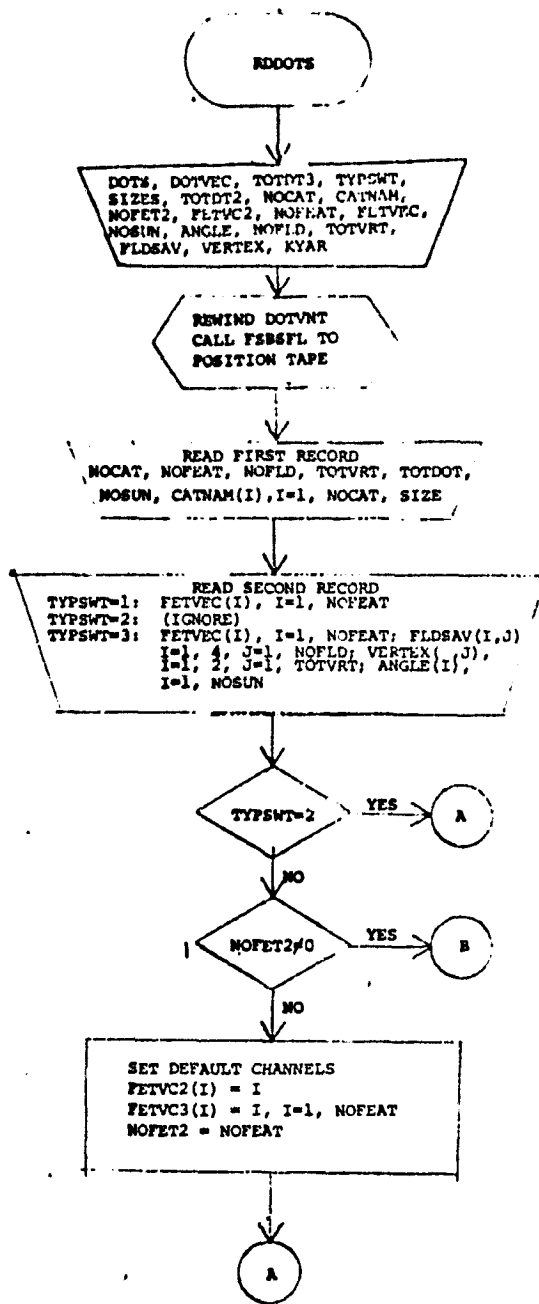 RDDOTS
DOTS, DOTVEC, TOTDT3, TYPSWT,
SIZES, TOTDT2, NOCAT, CATNAM,
NOFET2, FETVC2, NOFEAT, FETVEC,
NOSUN, ANGLE, NOFLD, TOTVRT,
FLDSAV, VERTEX, KYAR
REWIND DOTUNT
CALL FSBSFL TO
POSITION TAPE
READ FIRST RECORD
NOCAT, NOFEAT, NOFLD, TOTVRT, TOTDOT,
NOSUN, CATNAM(I),I=1, NOCAT, SIZE
READ SECOND RECORD
TYPSWT=1: FETVEC(I), I=1, NOFEAT
TYPSWT=2: (IGNORE)
TYPSWT=3: FETVEC(I), I=1, NOFEAT; FLDSAV(I,J)
I=1, 4, J=1, NOFLD; VERTEX( ,J),
I=1, 2, J=1, TOTVRT; ANGLE(I),
I=1, NOSUN
TYPSWT=2
YES
A
NO
NOFET2≠0
YES
B
NO
SET DEFAULT CHANNELS
FETVC2(I) = I
FETVC3(I) = I, I=1, NOFEAT
NOFET2 = NOFEAT
A